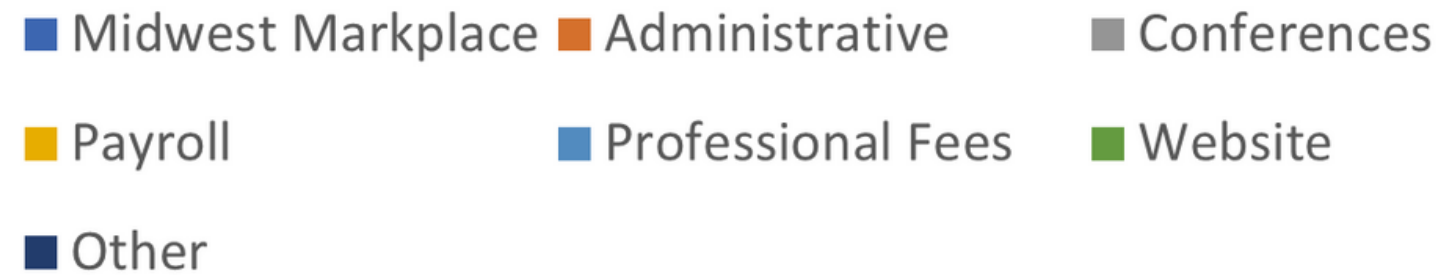 Midwest Markplace Administrative Conferences
Payroll Professional Fees Website
Other